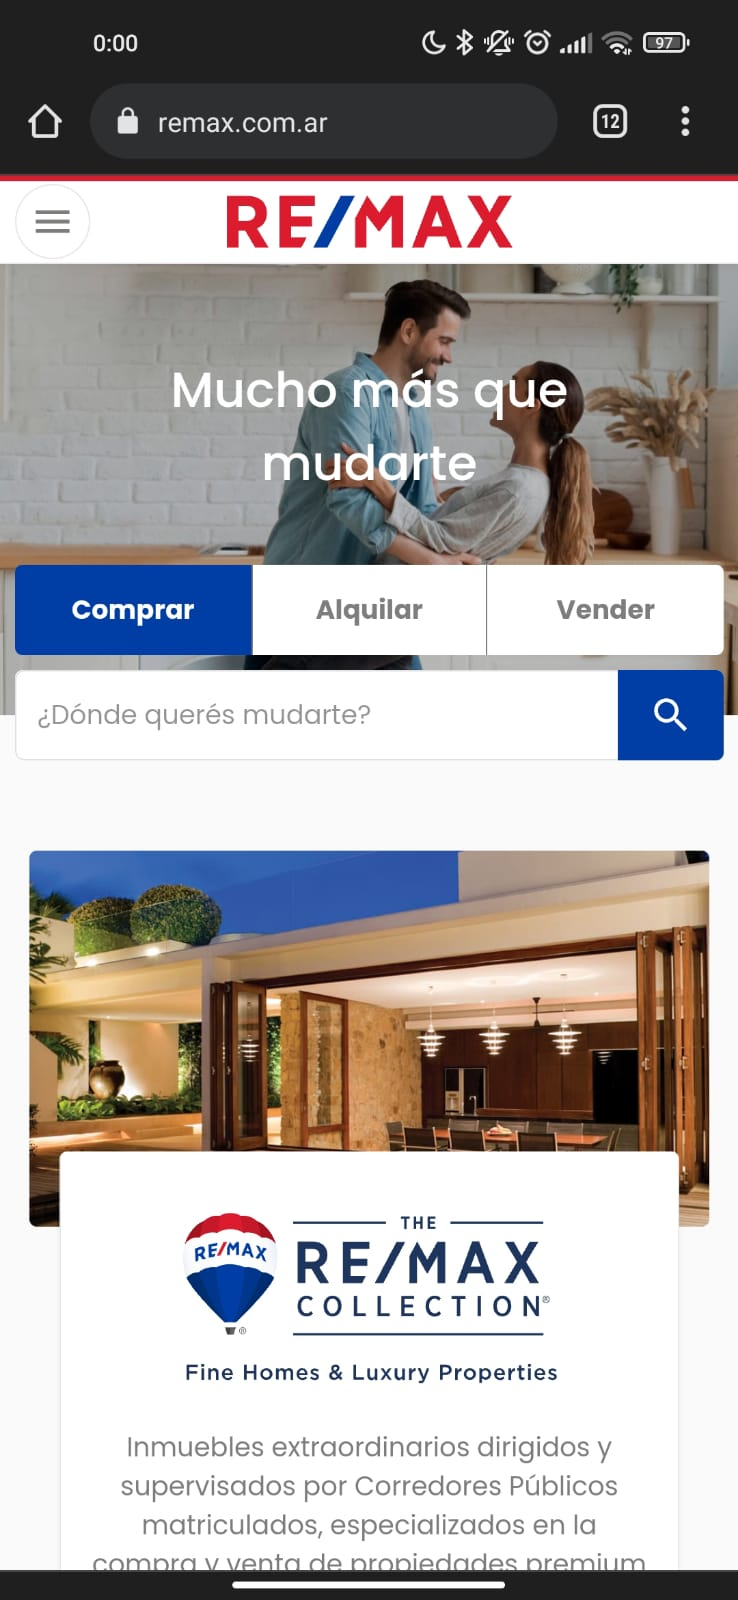 0:00
97
remax.com.ar
12
RE/MAX
Mucho más que
mudarte
Comprar
Alquilar
Vender
¿Dónde querés mudarte?
THE
RE/MAX
RE/MAX
COLLECTION®
®
Fine Homes & Luxury Properties
Inmuebles extraordinarios dirigidos y
supervisados por Corredores Públicos
matriculados, especializados en la
compra y venta de propiedades premium